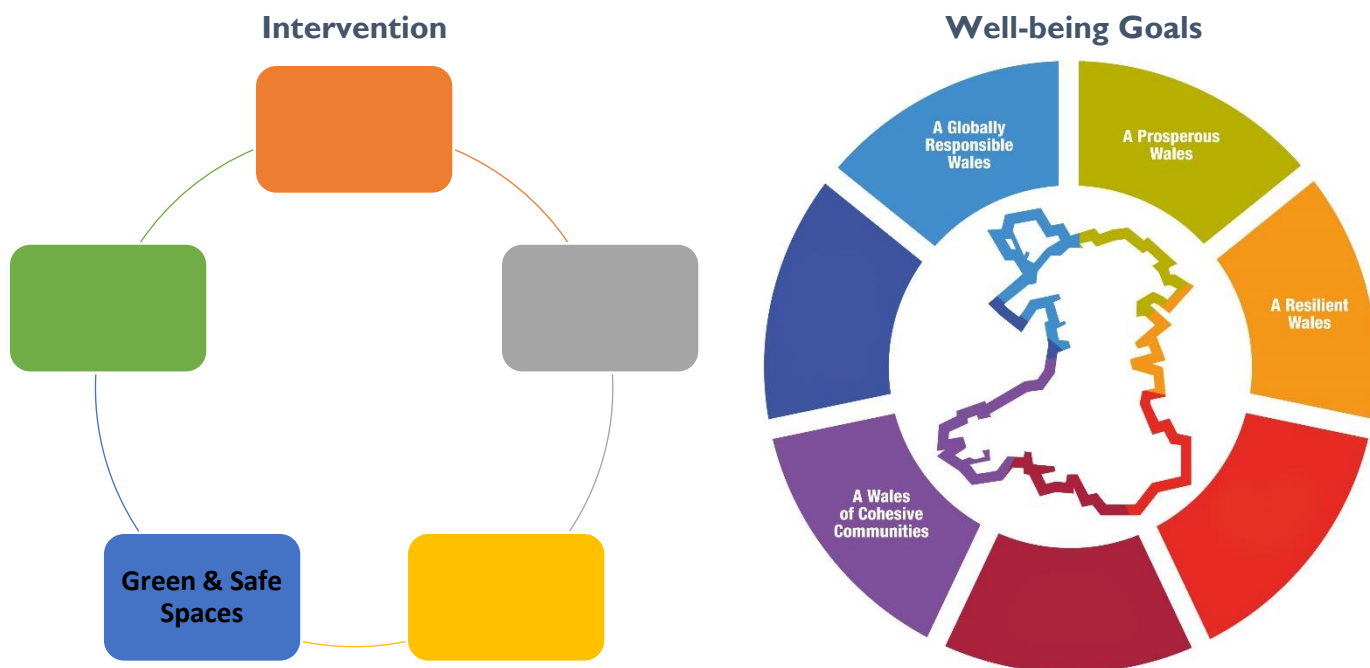 Intervention
Green & Safe
Spaces
Well-being Goals
A Globally
Responsible
Wales
A Prosperous
Wales
A Resilient
Wales
A Wales
of Cohesive
Communities